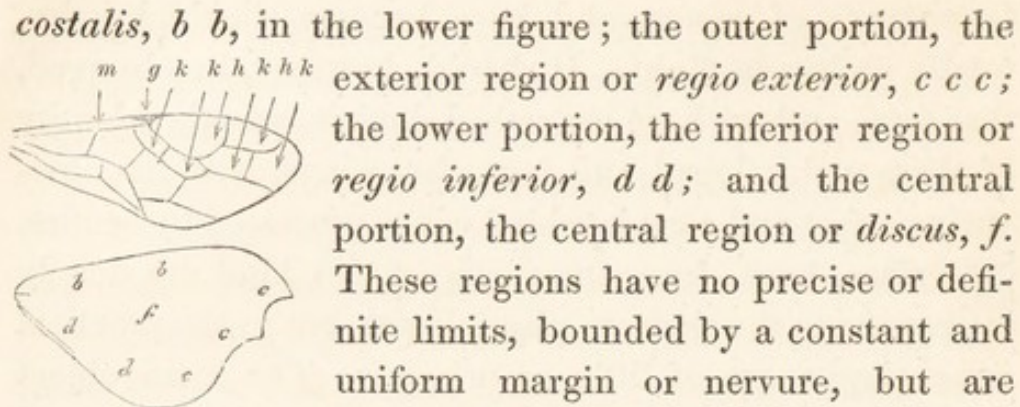 costalis, b b, in the lower figure ; the outer portion, the
m g k k h k h k
exterior region or regio exterior, c c c ;
the lower portion, the inferior region or
regio inferior, d d ; and the central
portion, the central region or discus, f.
These regions have no precise or defi-
nite limits, bounded by a constant and
uniform margin or nervure, but are
b b c
d f c
d c